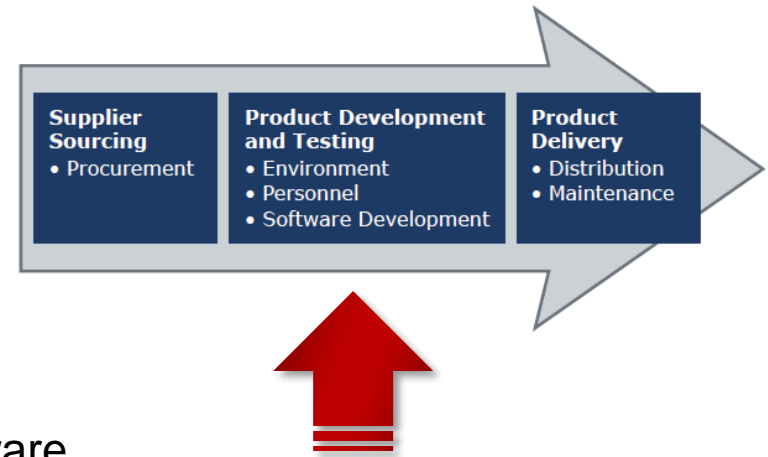 Supplier
Sourcing
• Procurement
Product Development
and Testing
• Environment
• Personnel
• Software Development
Product
Delivery
• Distribution
• Maintenance